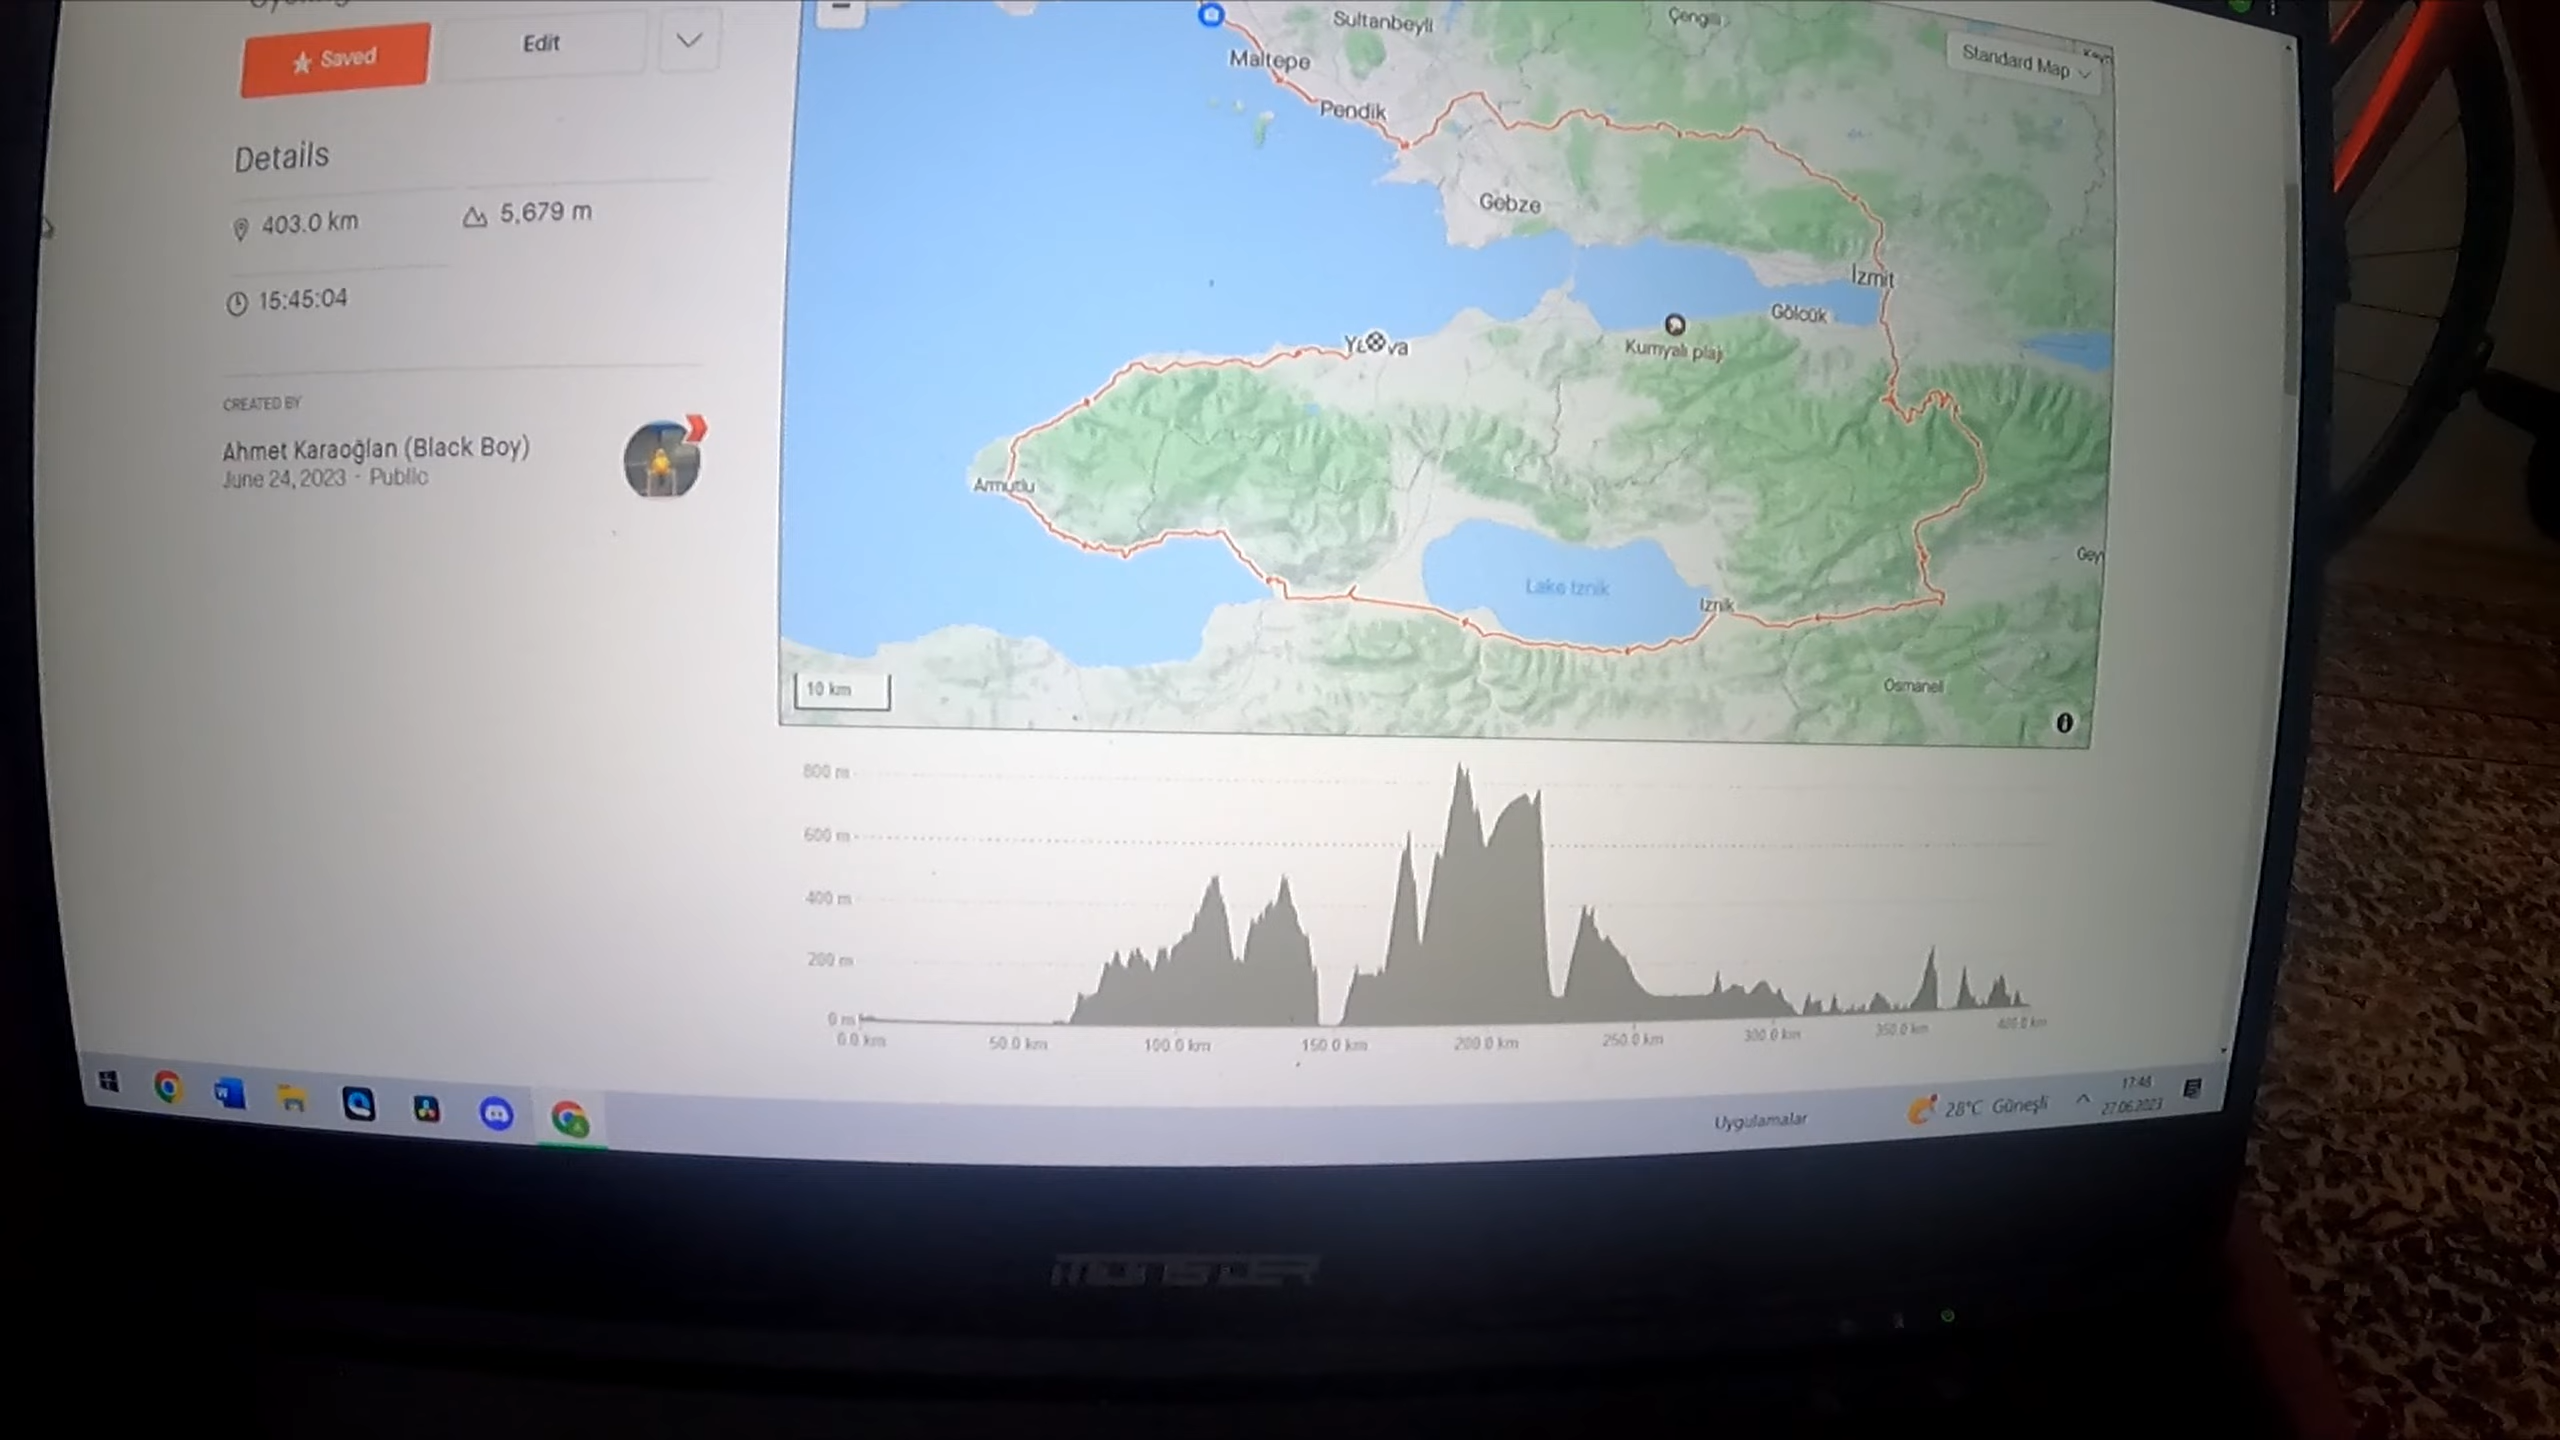 Saved
Edit
Details
403.0 km
5,679 m
15:45:04
CREATED BY
Ahmet Karaoğlan (Black Boy)
June 24, 2023 - Public
Sultanbeyli
Maltepe
Pendik
Standard Map
Gebze
İzmit
Gölcük
Kumyalı plajı
Armutlu
Lake Iznik
Iznik
Osmaneli
10 km
800 m
600 m
400 m
200 m
0 m
0.0 km
50.0 km
100.0 km
150.0 km
200.0 km
250.0 km
300.0 km
350.0 km
400.0 km
Uygulamalar
28°C Güneşli
17:48
27.06.2023
MONSTER